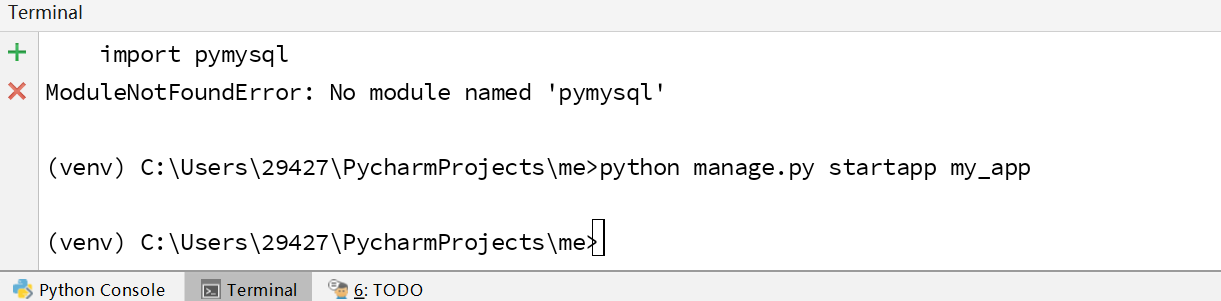 Terminal
import pymysql
ModuleNotFoundError: No module named 'pymysql'
(venv) C:\Users\29427\PycharmProjects\me>python manage.py startapp my_app
(venv) C:\Users\29427\PycharmProjects\me>
Python Console Terminal 6: TODO